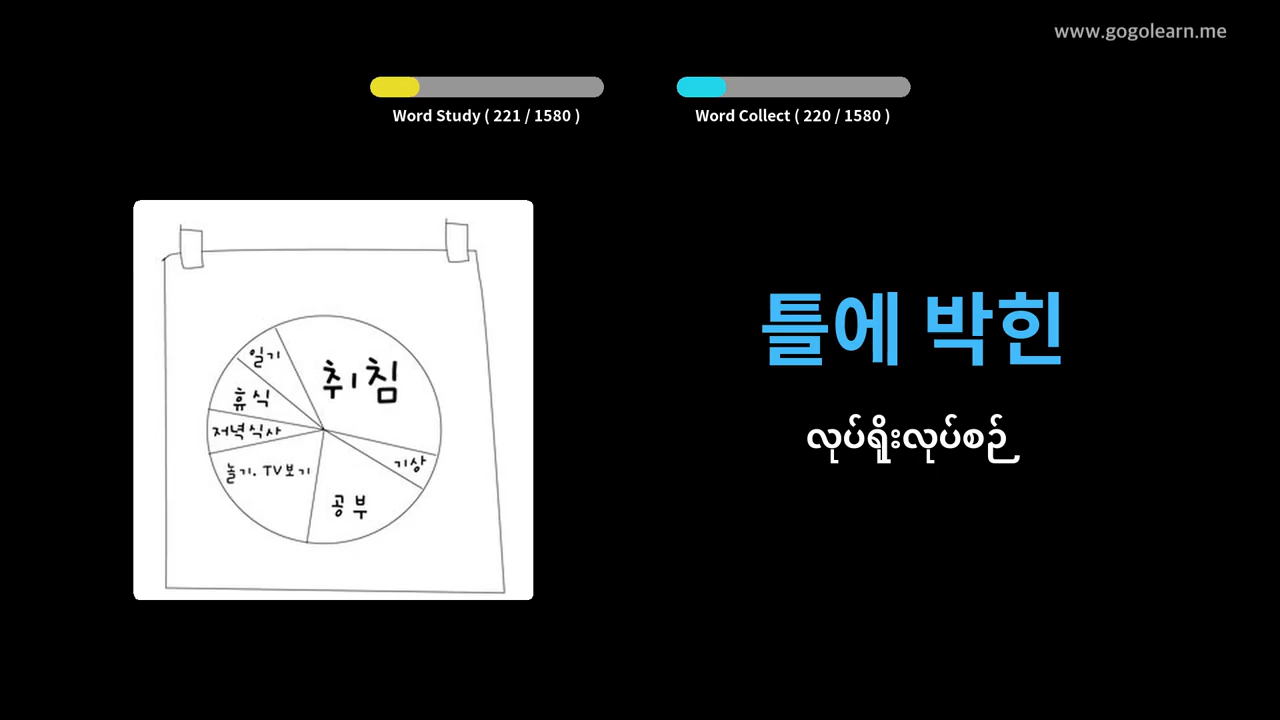 www.gogolearn.me
Word Study ( 221 / 1580 )
Word Collect ( 220 / 1580 )
일기
취침
휴식
저녁식사
놀기. TV보기
기상
공부
틀에 박힌
လုပ်ရိုးလုပ်စဉ်